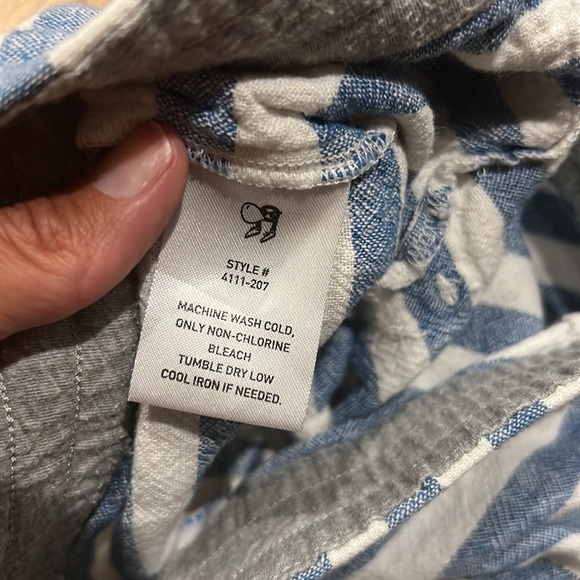 STYLE #
4111-207
MACHINE WASH COLD,
ONLY NON-CHLORINE
BLEACH
TUMBLE DRY LOW
COOL IRON IF NEEDED.